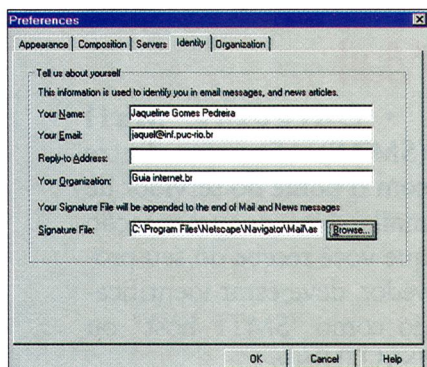 Preferences
Appearance Composition Servers Identity Organization
Tell us about yourself
This information is used to identify you in email messages, and news articles.
Your Name: Jaqueline Gomes Pedreira
Your Email: jaquel@inf.puc-rio.br
Reply-to Address:
Your Organization: Guia internet.br
Your Signature File will be appended to the end of Mail and News messages
Signature File: C:\Program Files\Netscape\Navigator\Mail\as Browse...
OK Cancel Help